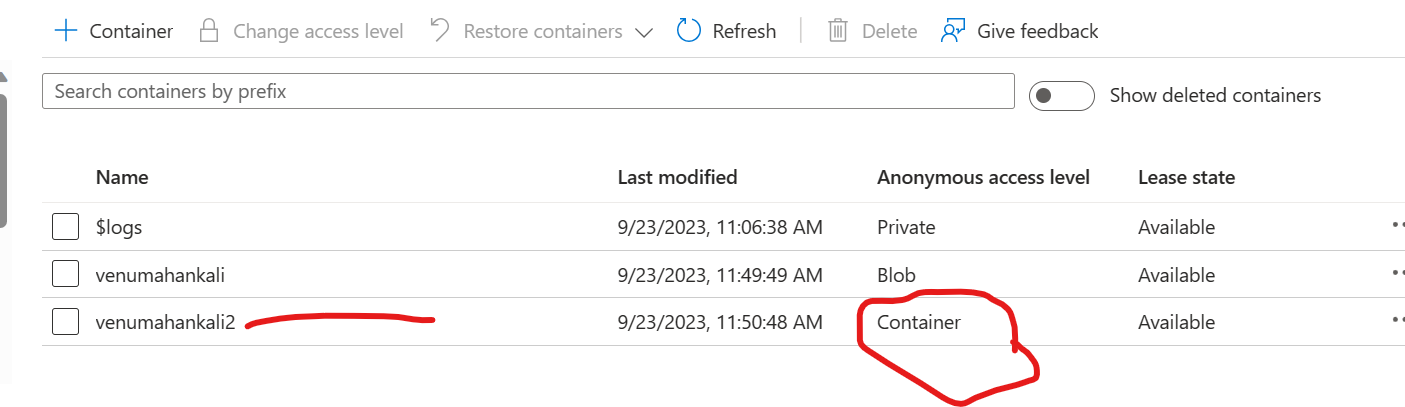 Container Change access level Restore containers Refresh Delete Give feedback
Search containers by prefix Show deleted containers
Name Last modified Anonymous access level Lease state
$logs 9/23/2023, 11:06:38 AM Private Available
venumahankali 9/23/2023, 11:49:49 AM Blob Available
venumahankali2 9/23/2023, 11:50:48 AM Container Available